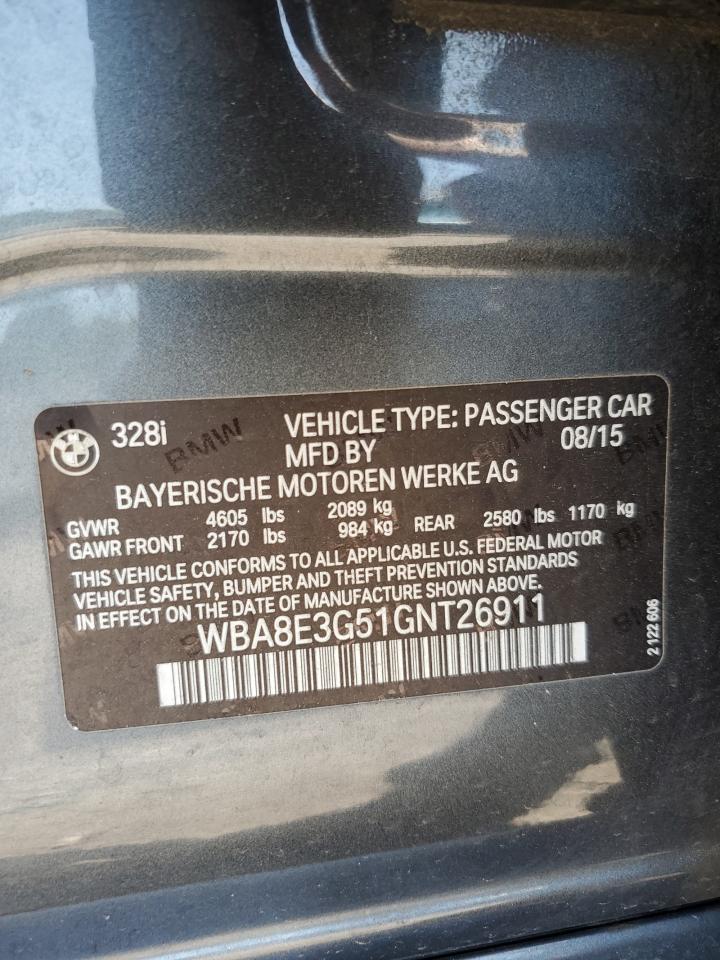 BMW 328i VEHICLE TYPE: PASSENGER CAR
MFD BY 08/15
BAYERISCHE MOTOREN WERKE AG
GVWR 4605 lbs 2089 kg
GAWR FRONT 2170 lbs 984 kg REAR 2580 lbs 1170 kg
THIS VEHICLE CONFORMS TO ALL APPLICABLE U.S. FEDERAL MOTOR
VEHICLE SAFETY, BUMPER AND THEFT PREVENTION STANDARDS
IN EFFECT ON THE DATE OF MANUFACTURE SHOWN ABOVE.
WBA8E3G51GNT26911
2 122 606